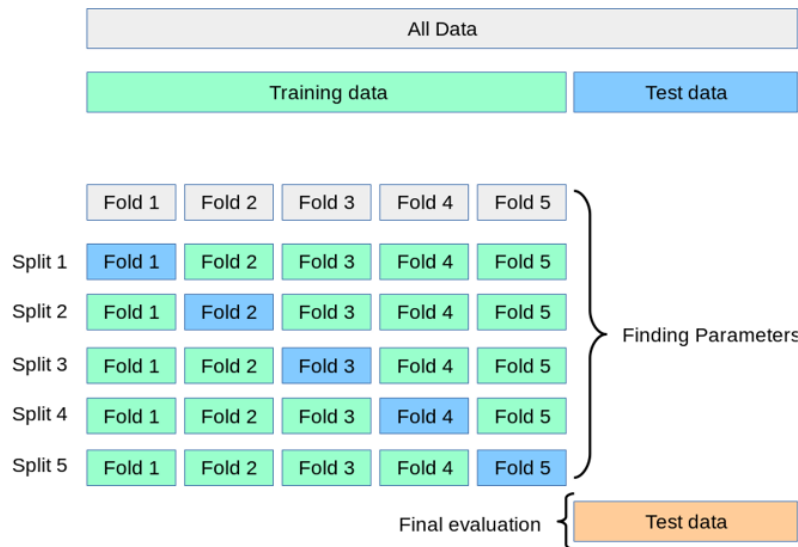 All Data
Training data Test data
Fold 1 Fold 2 Fold 3 Fold 4 Fold 5
Split 1 Fold 1 Fold 2 Fold 3 Fold 4 Fold 5
Split 2 Fold 1 Fold 2 Fold 3 Fold 4 Fold 5
Finding Parameters
Split 3 Fold 1 Fold 2 Fold 3 Fold 4 Fold 5
Split 4 Fold 1 Fold 2 Fold 3 Fold 4 Fold 5
Split 5 Fold 1 Fold 2 Fold 3 Fold 4 Fold 5
Final evaluation Test data